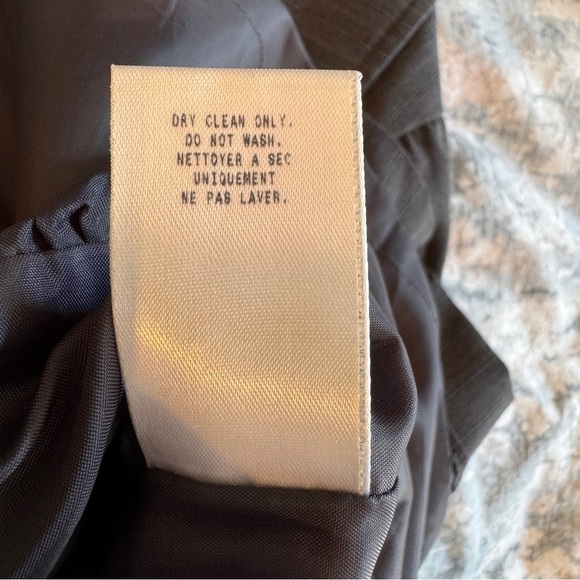 DRY CLEAN ONLY.
DO NOT WASH.
NETTOYER A SEC
UNIQUEMENT
NE PAS LAVER.